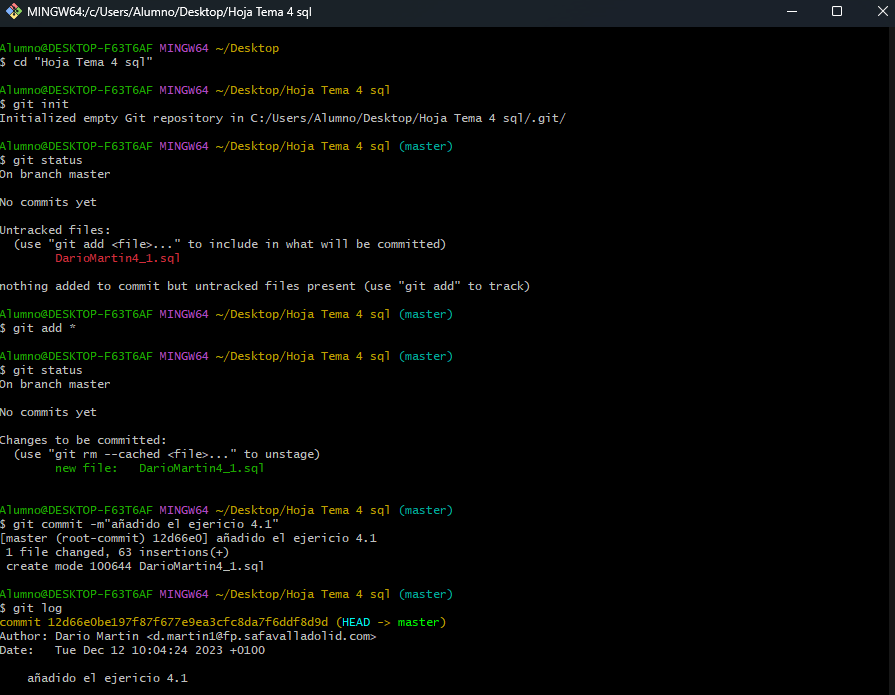 MINGW64:/c/Users/Alumno/Desktop/Hoja Tema 4 sql
Alumno@DESKTOP-F63T6AF MINGW64 ~/Desktop
$ cd "Hoja Tema 4 sql"
Alumno@DESKTOP-F63T6AF MINGW64 ~/Desktop/Hoja Tema 4 sql
$ git init
Initialized empty Git repository in C:/Users/Alumno/Desktop/Hoja Tema 4 sql/.git/
Alumno@DESKTOP-F63T6AF MINGW64 ~/Desktop/Hoja Tema 4 sql (master)
$ git status
On branch master
No commits yet
Untracked files:
(use "git add <file>..." to include in what will be committed)
DarioMartin4_1.sql
nothing added to commit but untracked files present (use "git add" to track)
Alumno@DESKTOP-F63T6AF MINGW64 ~/Desktop/Hoja Tema 4 sql (master)
$ git add *
Alumno@DESKTOP-F63T6AF MINGW64 ~/Desktop/Hoja Tema 4 sql (master)
$ git status
On branch master
No commits yet
Changes to be committed:
(use "git rm --cached <file>..." to unstage)
new file:   DarioMartin4_1.sql
Alumno@DESKTOP-F63T6AF MINGW64 ~/Desktop/Hoja Tema 4 sql (master)
$ git commit -m"añadido el ejericio 4.1"
[master (root-commit) 12d66e0] añadido el ejericio 4.1
1 file changed, 63 insertions(+)
create mode 100644 DarioMartin4_1.sql
Alumno@DESKTOP-F63T6AF MINGW64 ~/Desktop/Hoja Tema 4 sql (master)
$ git log
commit 12d66e0be197f87f677e9ea3cfc8da7f6ddf8d9d (HEAD -> master)
Author: Dario Martin <d.martin1@fp.safavalladolid.com>
Date:   Tue Dec 12 10:04:24 2023 +0100
añadido el ejericio 4.1